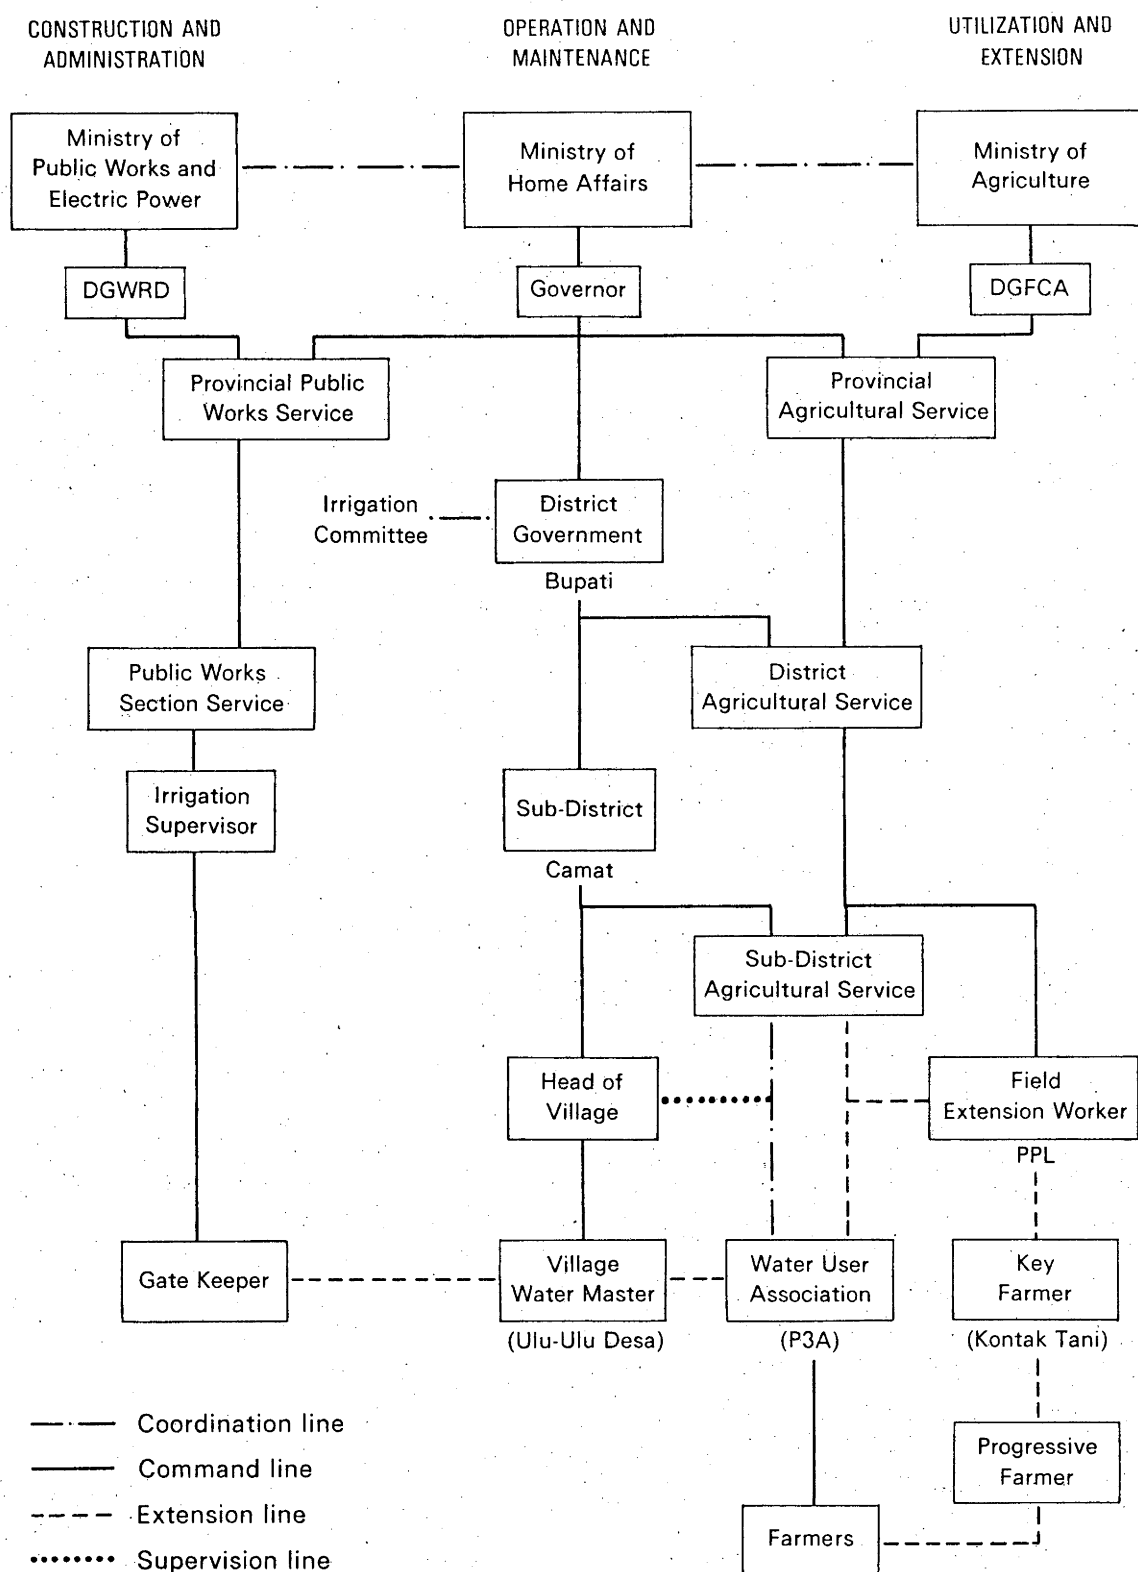 CONSTRUCTION AND
ADMINISTRATION
OPERATION AND
MAINTENANCE
UTILIZATION AND
EXTENSION
Ministry of
Public Works and
Electric Power
Ministry of
Home Affairs
Ministry of
Agriculture
DGWRD
Governor
DGFCA
Provincial Public
Works Service
Provincial
Agricultural Service
Irrigation
Committee
District
Government
Bupati
Public Works
Section Service
District
Agricultural Service
Irrigation
Supervisor
Sub-District
Camat
Sub-District
Agricultural Service
Head of
Village
Field
Extension Worker
PPL
Gate Keeper
Village
Water Master
(Ulu-Ulu Desa)
Water User
Association
(P3A)
Key
Farmer
(Kontak Tani)
Progressive
Farmer
Farmers
Coordination line
Command line
Extension line
Supervision line